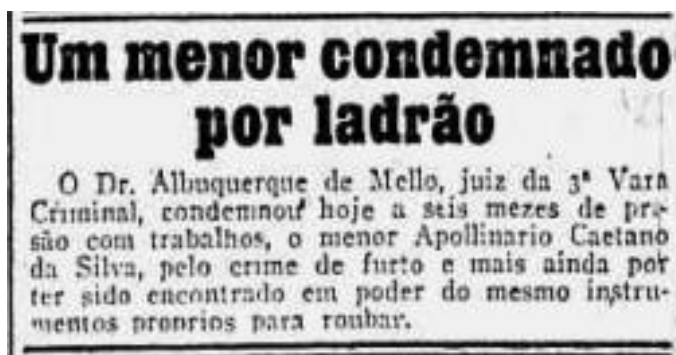 Um menor condemnado
por ladrão
O Dr. Albuquerque de Mello, juiz da 3ª Vara
Criminal, condemnou hoje a seis mezes de pri-
são com trabalhos, o menor Apollinario Caetano
da Silva, pelo crime de furto e mais ainda por
ter sido encontrado em poder do mesmo instru-
mentos proprios para roubar.